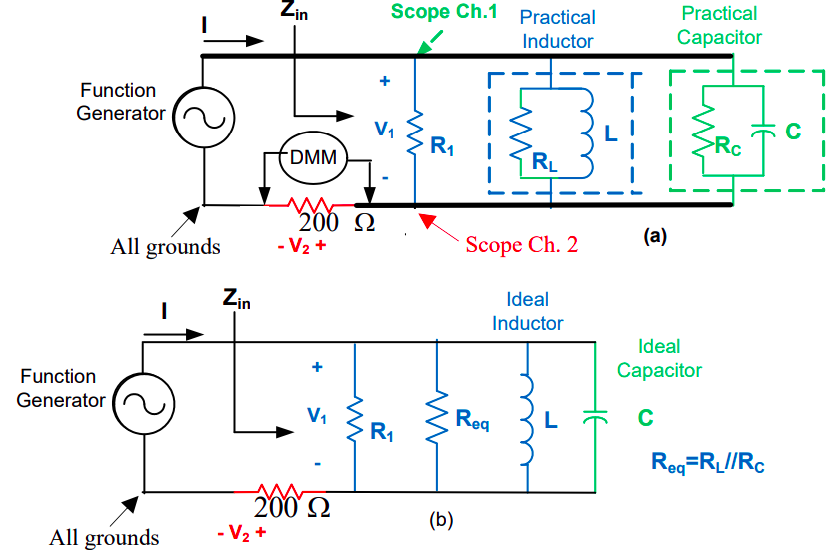 I
Zin
Scope Ch.1
Practical
Inductor
Practical
Capacitor
Function
Generator
+
V1
-
R1
DMM
RL
L
RC
C
200 Ω
- V2 +
All grounds
Scope Ch. 2
(a)
I
Zin
Ideal
Inductor
Ideal
Capacitor
Function
Generator
+
V1
-
R1
Req
L
C
Req=RL//RC
200 Ω
- V2 +
All grounds
(b)